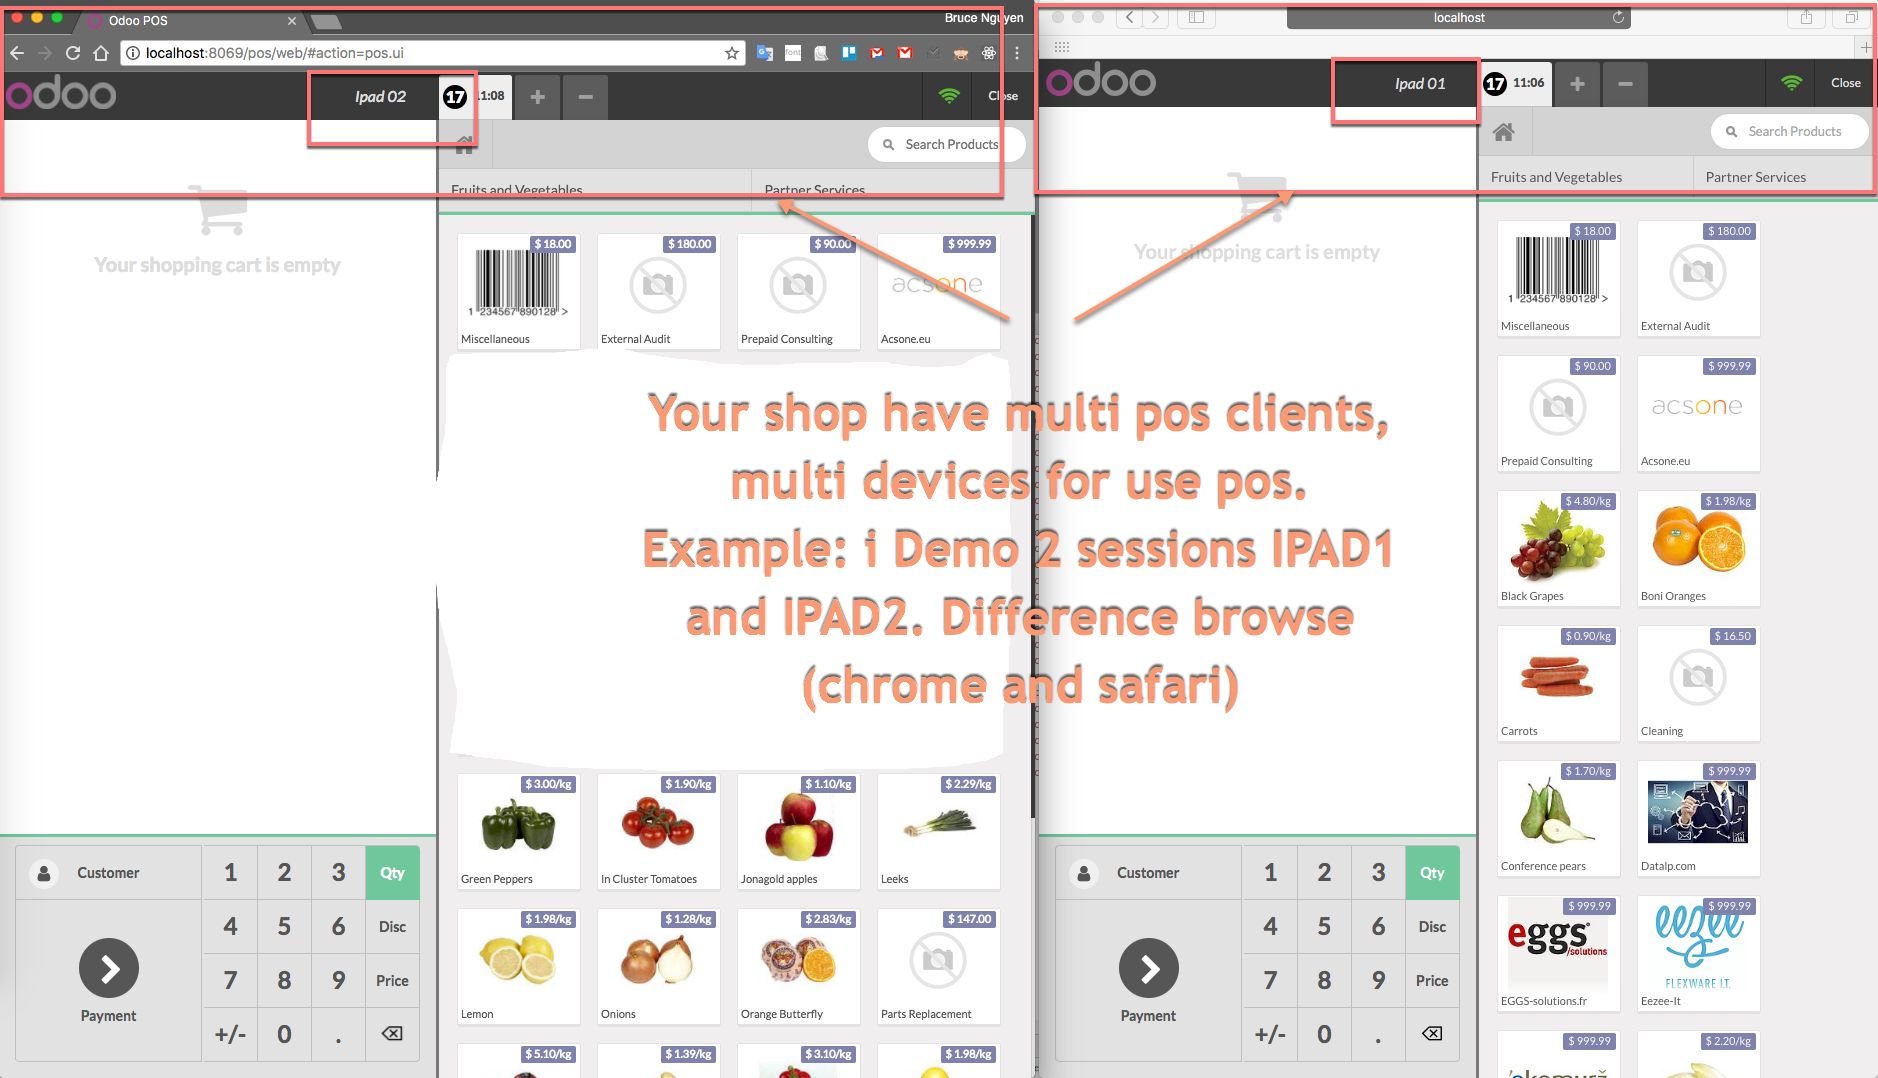 Odoo POS
Bruce Nguyen
localhost:8069/pos/web/#action=pos.ui
odoo
Ipad 02
17 11:08
Close
Search Products
Fruits and Vegetables
Partner Services
Your shopping cart is empty
$ 18.00
1 234567 890128 >
Miscellaneous
$ 180.00
External Audit
$ 90.00
Prepaid Consulting
$ 999.99
acsone
Acsone.eu
$ 3.00/kg
Green Peppers
$ 1.90/kg
In Cluster Tomatoes
$ 1.10/kg
Jonagold apples
$ 2.29/kg
Leeks
$ 1.98/kg
Lemon
$ 1.28/kg
Onions
$ 2.83/kg
Orange Butterfly
$ 147.00
Parts Replacement
$ 5.10/kg
$ 1.39/kg
$ 3.10/kg
$ 1.98/kg
Customer
1 2 3 Qty
4 5 6 Disc
7 8 9 Price
+/- 0 .
Payment
Your shop have multi pos clients,
multi devices for use pos.
Example: i Demo 2 sessions IPAD1
and IPAD2. Difference browse
(chrome and safari)
localhost
odoo
Ipad 01
17 11:06
Close
Search Products
Fruits and Vegetables
Partner Services
Your shopping cart is empty
$ 18.00
1 234567 890128 >
Miscellaneous
$ 180.00
External Audit
$ 90.00
Prepaid Consulting
$ 999.99
acsone
Acsone.eu
$ 4.80/kg
Black Grapes
$ 1.98/kg
Boni Oranges
$ 0.90/kg
Carrots
$ 16.50
Cleaning
$ 1.70/kg
Conference pears
$ 999.99
Datalp.com
$ 999.99
eggs
/solutions
EGGS-solutions.fr
$ 999.99
eezee
FLEXWARE I.T.
Eezee-It
$ 999.99
$ 2.20/kg
Customer
1 2 3 Qty
4 5 6 Disc
7 8 9 Price
+/- 0 .
Payment